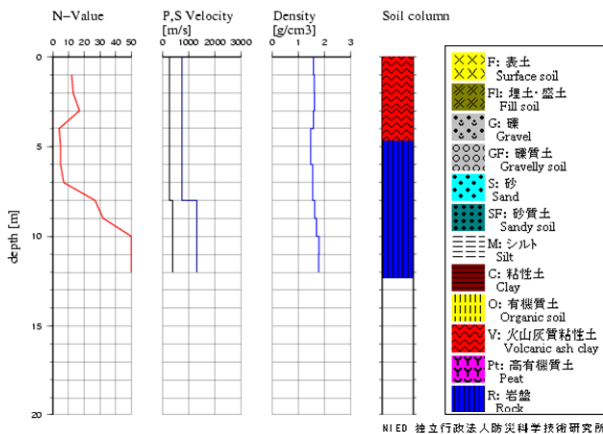 N-Value
P,S Velocity
[m/s]
Density
[g/cm3]
Soil column
0 10 20 30 40 50
0 1000 2000 3000
0 1 2 3
0
5
10
15
20
depth [m]
F: 表土
Surface soil
Fl: 埋土・盛土
Fill soil
G: 礫
Gravel
GF: 礫質土
Gravelly soil
S: 砂
Sand
SF: 砂質土
Sandy soil
M: シルト
Silt
C: 粘性土
Clay
O: 有機質土
Organic soil
V: 火山灰質粘性土
Volcanic ash clay
Pt: 高有機質土
Peat
R: 岩盤
Rock
NIED 独立行政法人防災科学技術研究所